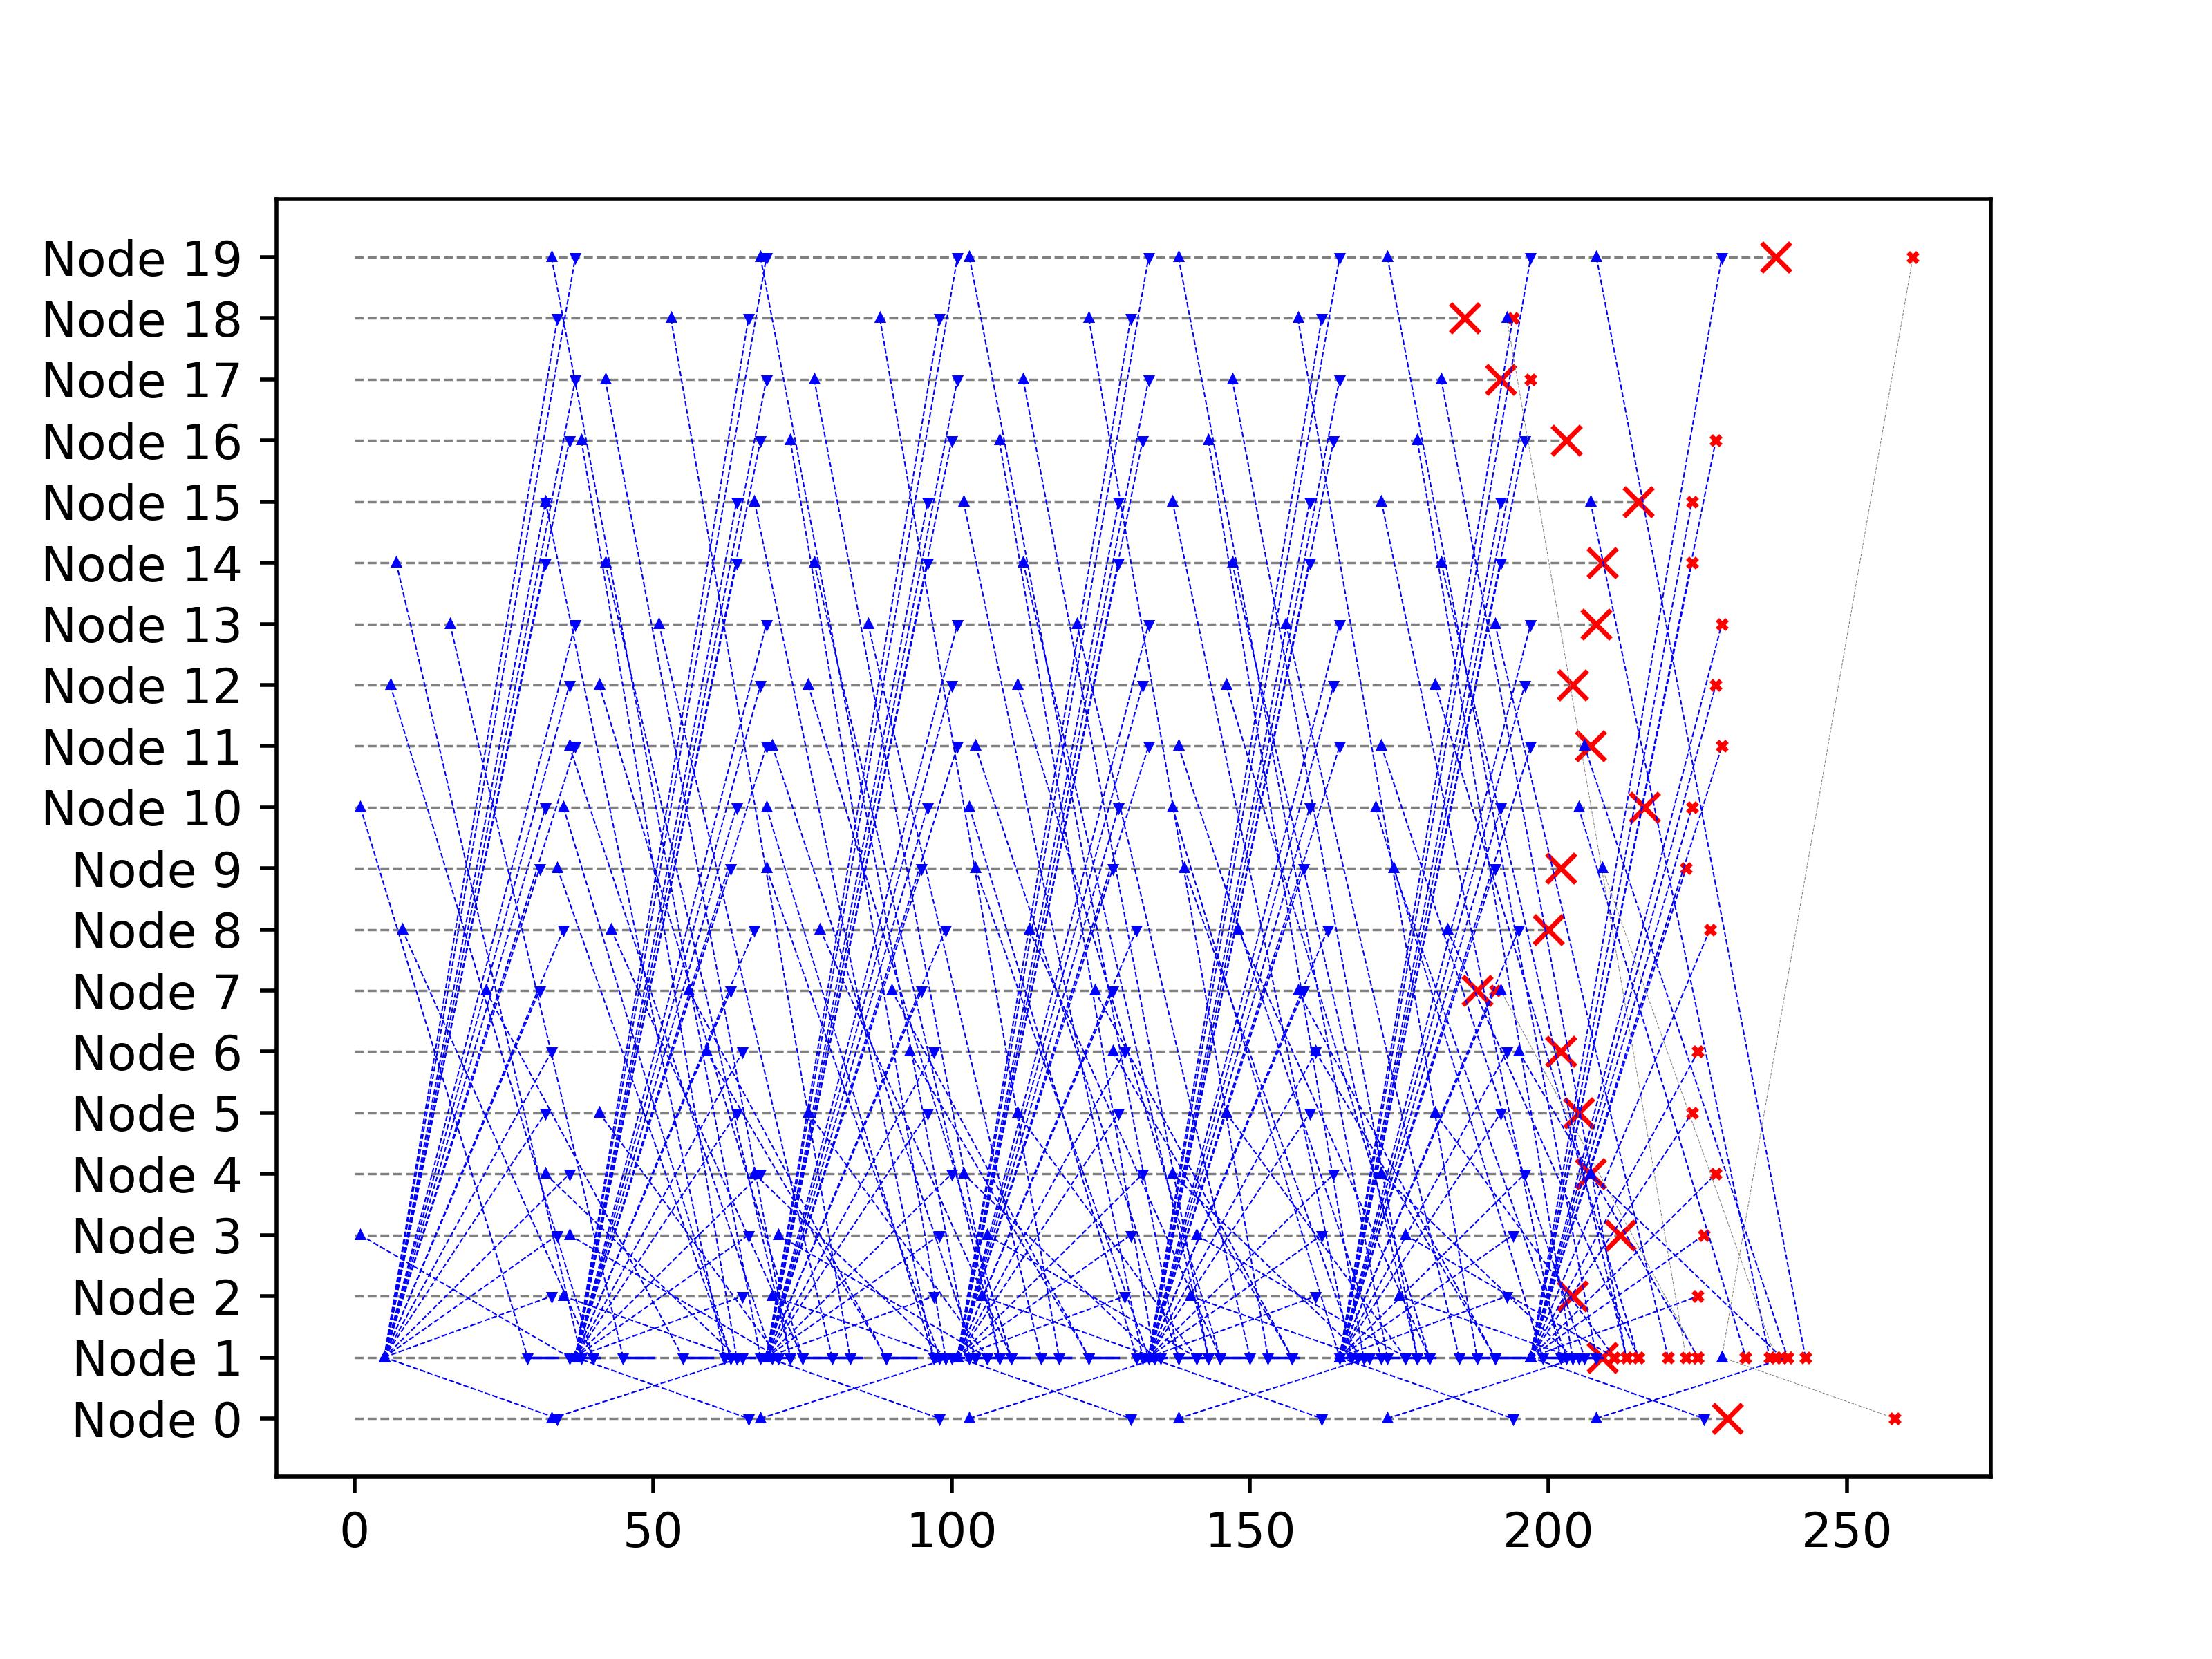 Node 19
Node 18
Node 17
Node 16
Node 15
Node 14
Node 13
Node 12
Node 11
Node 10
Node 9
Node 8
Node 7
Node 6
Node 5
Node 4
Node 3
Node 2
Node 1
Node 0
0 50 100 150 200 250